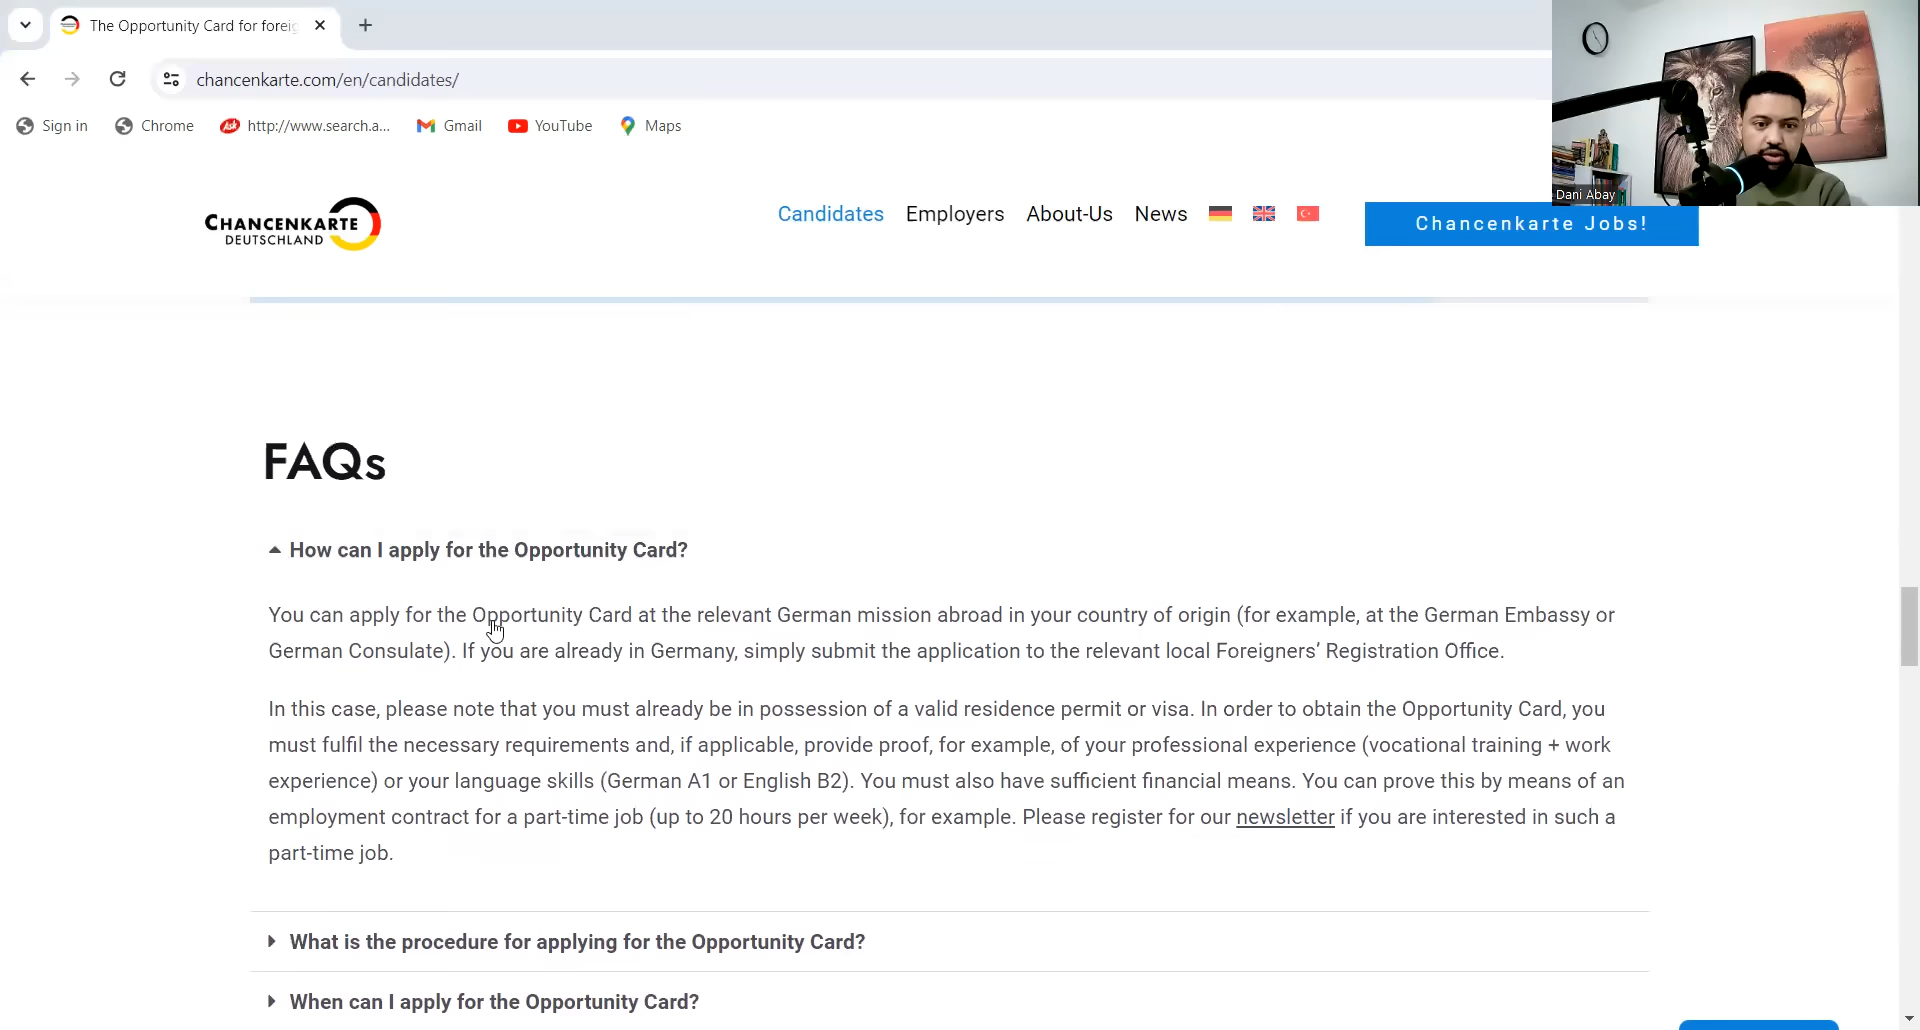 The Opportunity Card for foreig
chancenkarte.com/en/candidates/
Sign in
Chrome
Ask
http://www.search.a...
Gmail
YouTube
Maps
Dani Abay
CHANCENKARTE
DEUTSCHLAND
Candidates
Employers
About-Us
News
Chancenkarte Jobs!
FAQs
How can I apply for the Opportunity Card?
You can apply for the Opportunity Card at the relevant German mission abroad in your country of origin (for example, at the German Embassy or
German Consulate). If you are already in Germany, simply submit the application to the relevant local Foreigners’ Registration Office.
In this case, please note that you must already be in possession of a valid residence permit or visa. In order to obtain the Opportunity Card, you
must fulfil the necessary requirements and, if applicable, provide proof, for example, of your professional experience (vocational training + work
experience) or your language skills (German A1 or English B2). You must also have sufficient financial means. You can prove this by means of an
employment contract for a part-time job (up to 20 hours per week), for example. Please register for our newsletter if you are interested in such a
part-time job.
What is the procedure for applying for the Opportunity Card?
When can I apply for the Opportunity Card?